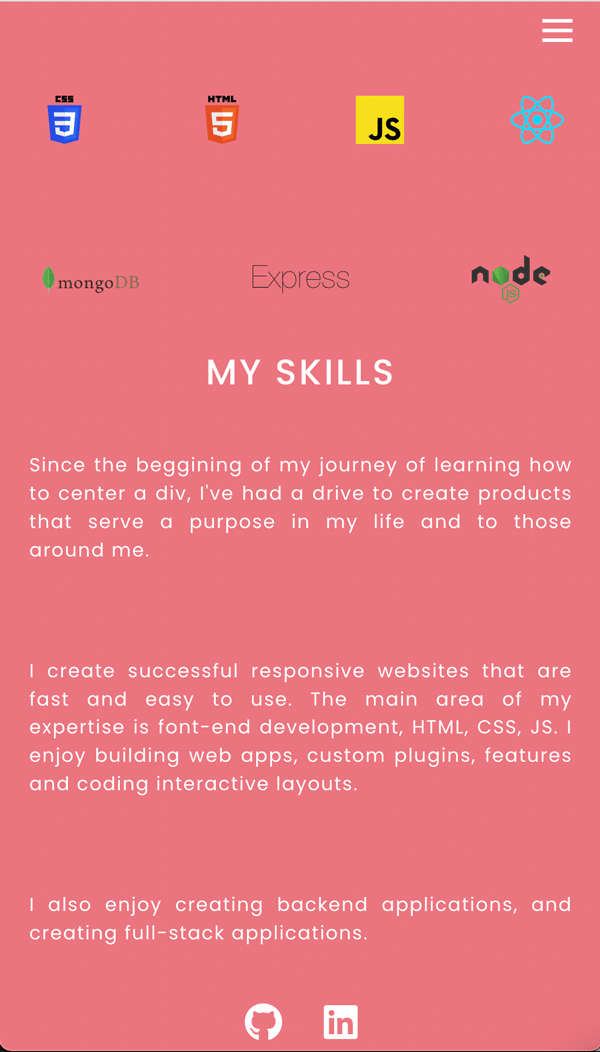 CSS HTML
JS
mongoDB Express node
JS
MY SKILLS
Since the beggining of my journey of learning how
to center a div, I've had a drive to create products
that serve a purpose in my life and to those
around me.
I create successful responsive websites that are
fast and easy to use. The main area of my
expertise is font-end development, HTML, CSS, JS. I
enjoy building web apps, custom plugins, features
and coding interactive layouts.
I also enjoy creating backend applications, and
creating full-stack applications.
in